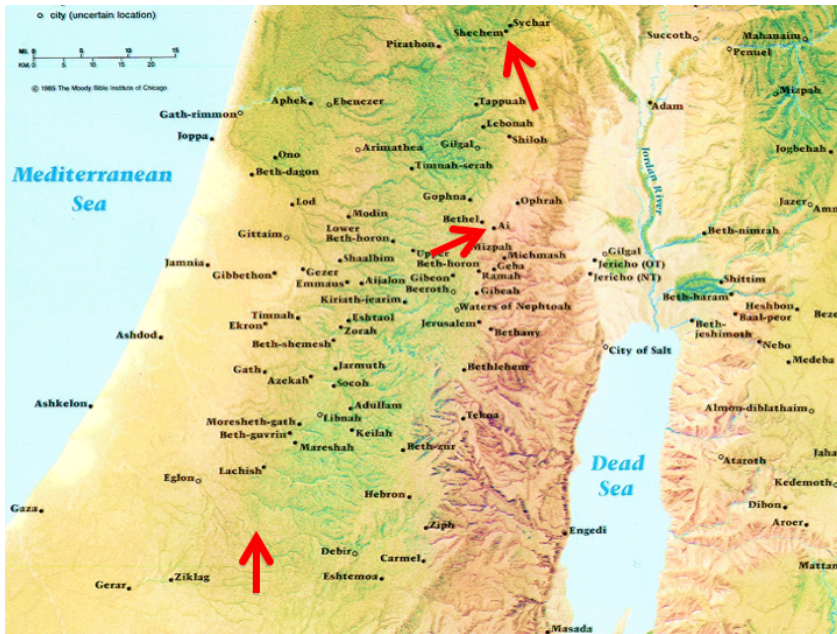 city (uncertain location)
Sychar
Shechem
Pirathon
Succoth
Mahanaim
Penuel
MI. 0 5 10 15
KM. 0 5 10 15 20
© 1985 The Moody Bible Institute of Chicago
Mizpah
Aphek
Ebenezer
Tappuah
Adam
Gath-rimmon
Lebonah
Joppa
Shiloh
Gilgal
Jogbehah
Arimathea
Ono
Timnah-serah
Beth-dagon
Mediterranean
Sea
Jordan River
Gophna
Ophrah
Jazer
Lod
Modin
Bethel
Ai
Beth-nimrah
Gittaim
Lower
Beth-horon
Mizpah
Upper
Beth-horon
Michmash
Gilgal
Jamnia
Shaalbim
Geba
Jericho (OT)
Gibbethon
Gezer
Gibeon
Ramah
Jericho (NT)
Shittim
Emmaus
Aijalon
Beeroth
Gibeah
Beth-haram
Kiriath-jearim
Waters of Nephtoah
Heshbon
Timnah
Eshtaol
Baal-peor
Ekron
Zorah
Jerusalem
Bethany
Beth-
jeshimoth
Ashdod
Beth-shemesh
Nebo
City of Salt
Medeba
Gath
Jarmuth
Bethlehem
Azekah
Socoh
Ashkelon
Adullam
Almon-diblathaim
Libnah
Moresheth-gath
Tekoa
Keilah
Beth-guvrin
Mareshah
Beth-zur
Ataroth
Lachish
Dead
Sea
Eglon
Kedemoth
Hebron
Dibon
Gaza
Aroer
Ziph
Engedi
Debir
Carmel
Ziklag
Eshtemoa
Gerar
Masada